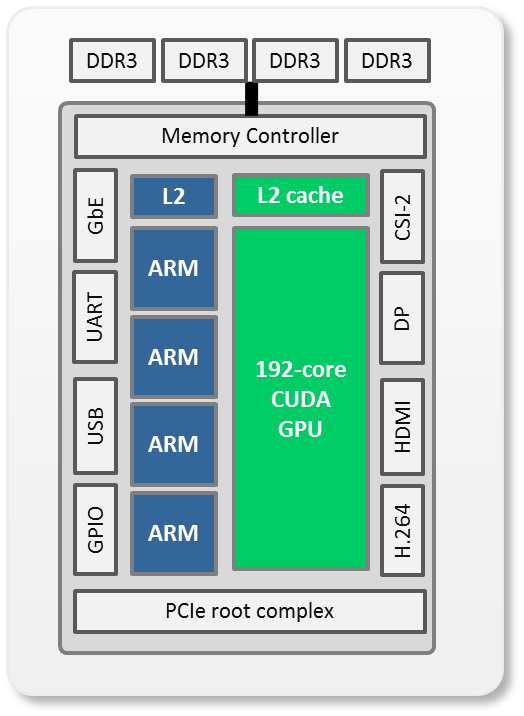 DDR3 DDR3 DDR3 DDR3
Memory Controller
GbE
L2
L2 cache
CSI-2
ARM
UART
DP
ARM
192-core
CUDA
GPU
USB
ARM
HDMI
GPIO
ARM
H.264
PCIe root complex